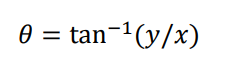 θ = tan⁻¹(y/x)